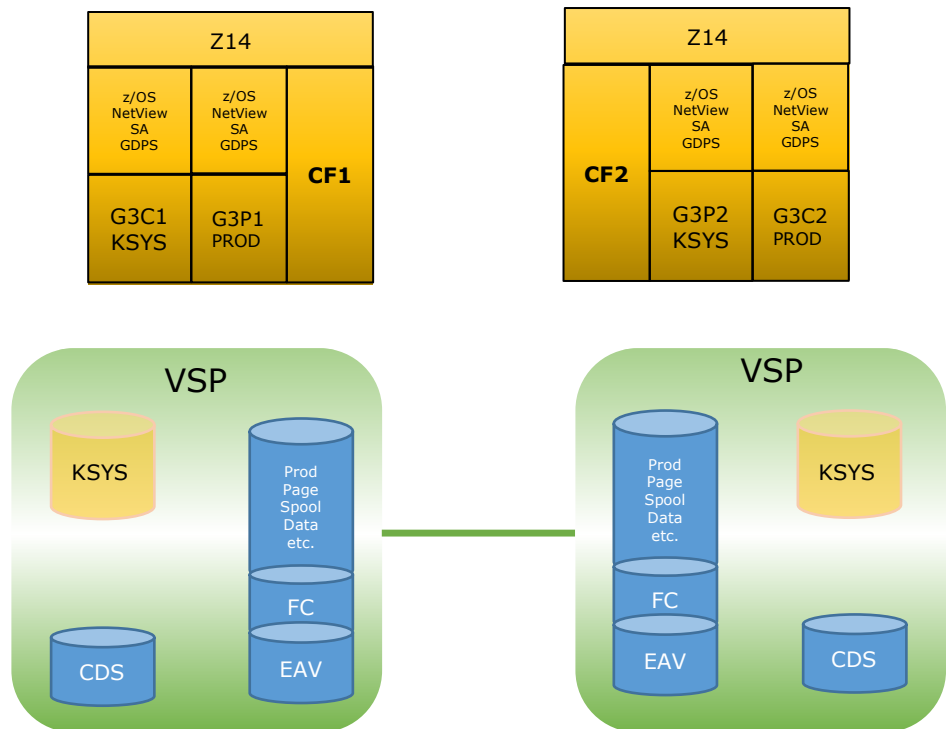 Z14
z/OS
NetView
SA
GDPS
z/OS
NetView
SA
GDPS
CF1
G3C1
KSYS
G3P1
PROD
Z14
CF2
z/OS
NetView
SA
GDPS
z/OS
NetView
SA
GDPS
G3P2
KSYS
G3C2
PROD
VSP
KSYS
Prod
Page
Spool
Data
etc.
FC
EAV
CDS
VSP
Prod
Page
Spool
Data
etc.
FC
EAV
KSYS
CDS